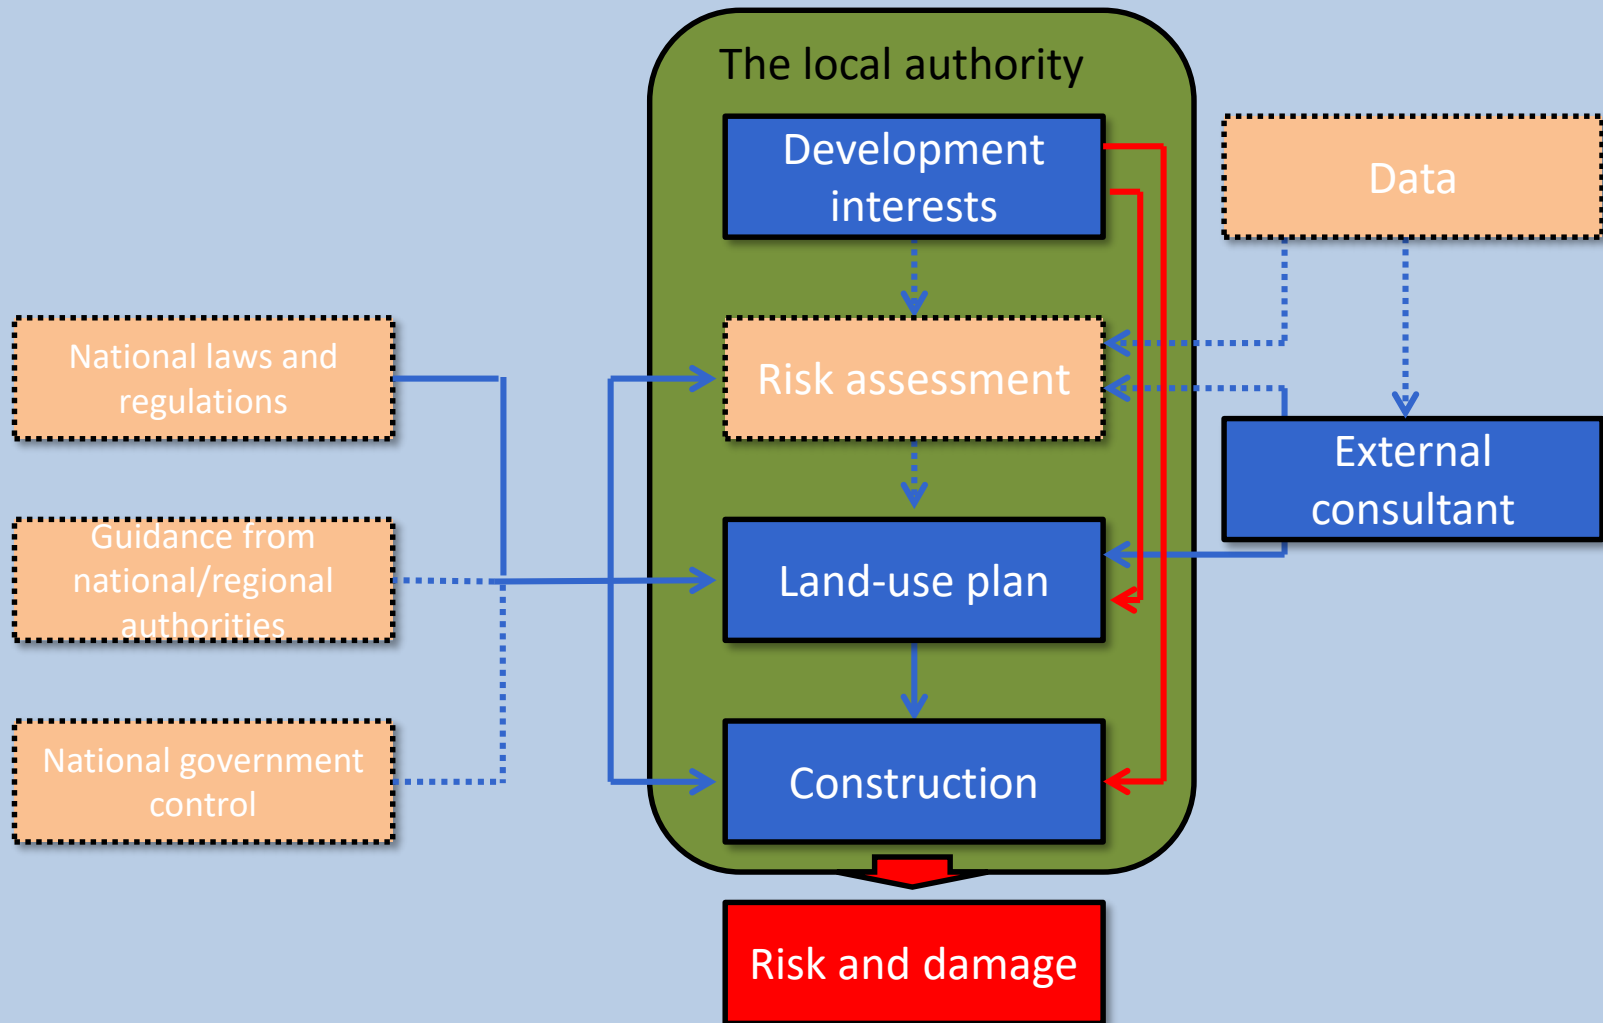 The local authority
Development
interests
Data
National laws and
regulations
Risk assessment
External
consultant
Guidance from
national/regional
authorities
Land-use plan
National government
control
Construction
Risk and damage